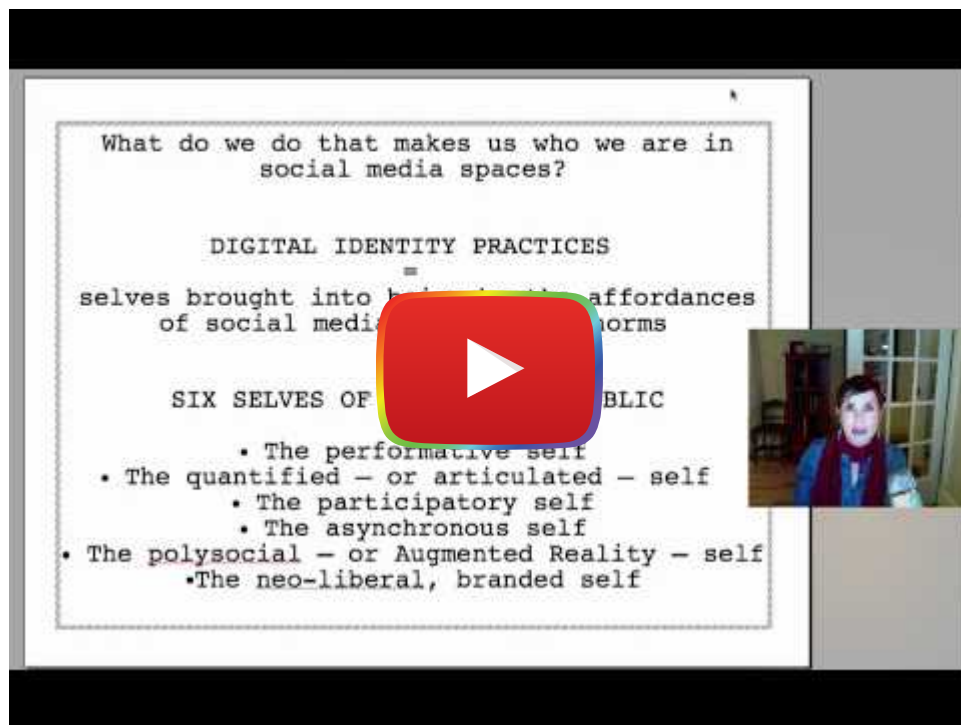 What do we do that makes us who we are in
social media spaces?
DIGITAL IDENTITY PRACTICES
=
selves brought into affordances
of social media norms
SIX SELVES OF
• The performative self
• The quantified — or articulated — self
• The participatory self
• The asynchronous self
• The polysocial — or Augmented Reality — self
•The neo-liberal, branded self